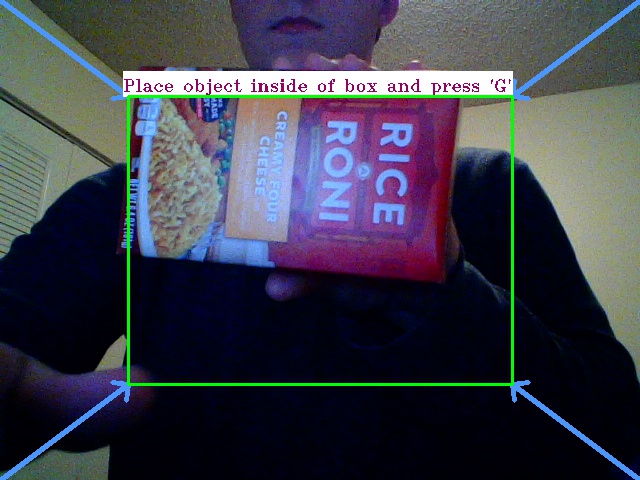 Place object inside of box and press 'G'
RICE
RONI
CREAMY FOUR
CHEESE